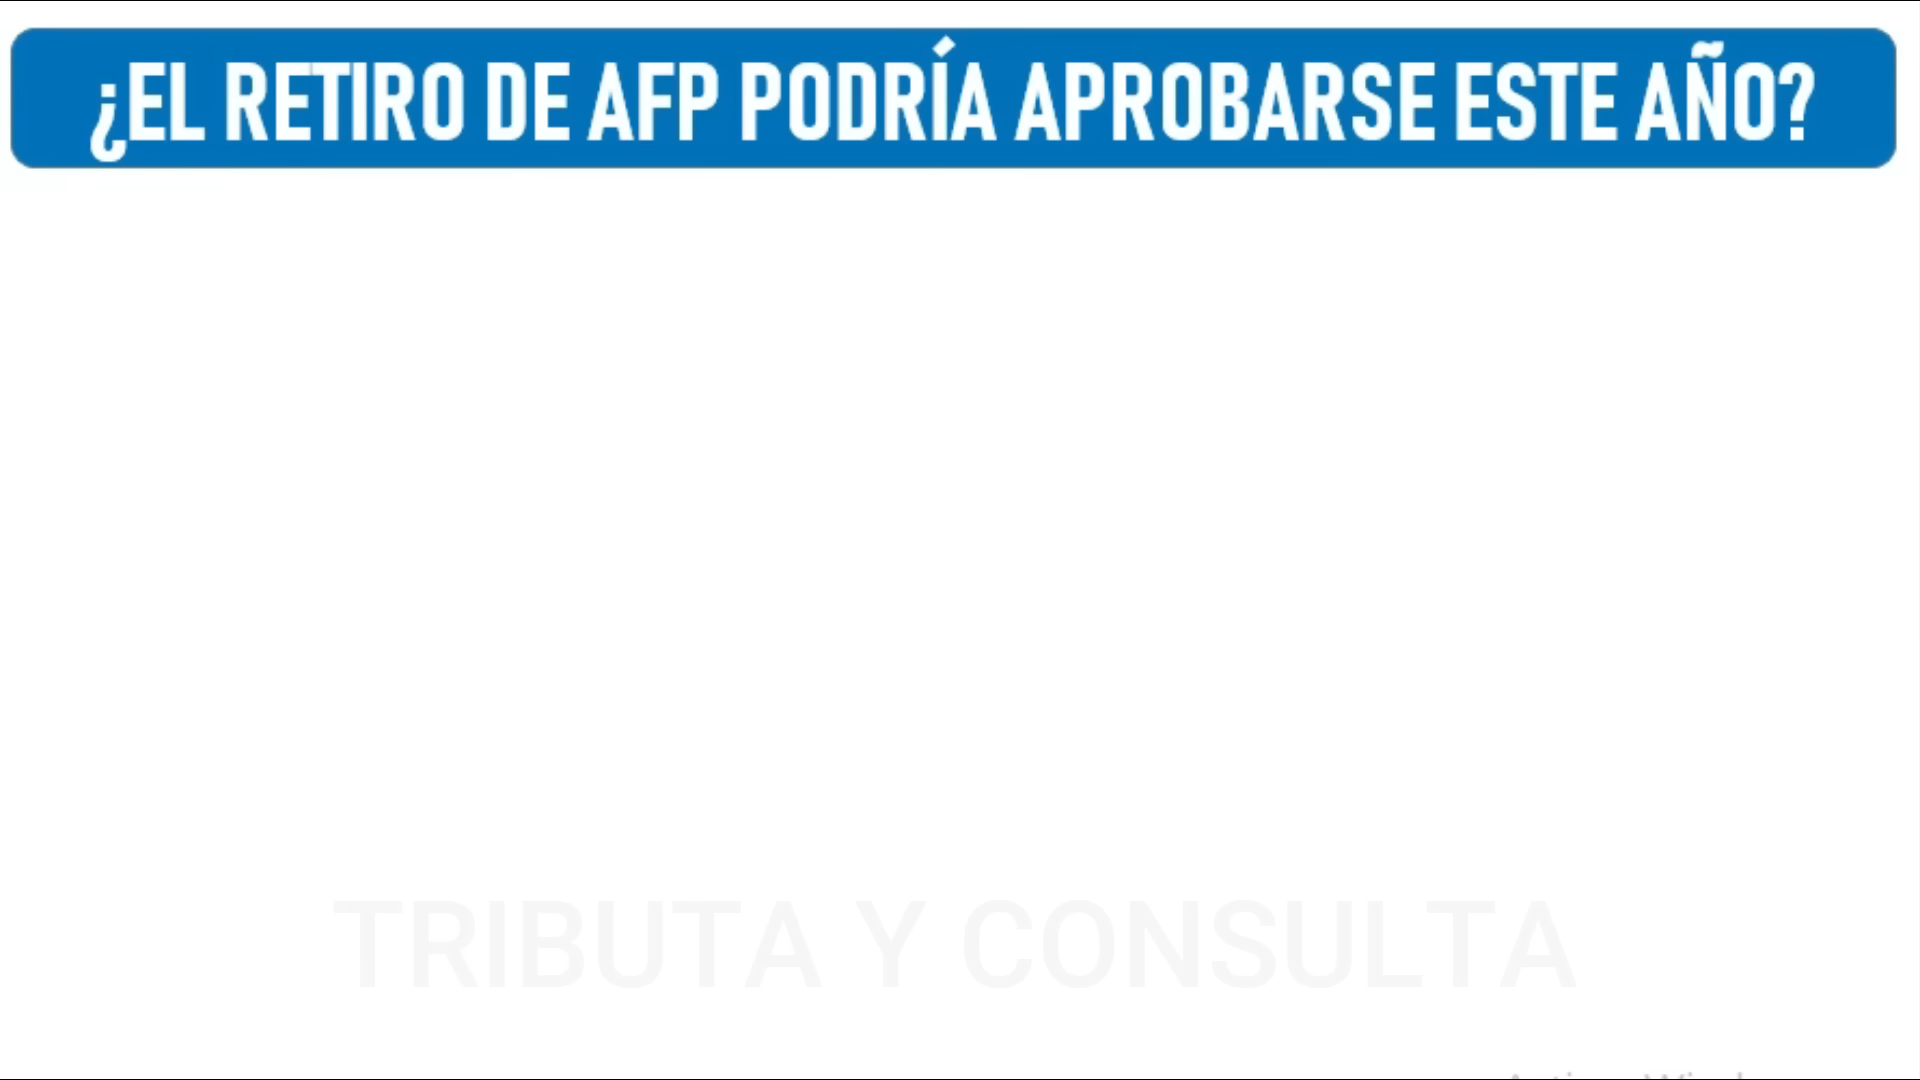 ¿EL RETIRO DE AFP PODRÍA APROBARSE ESTE AÑO?
TRIBUTA Y CONSULTA